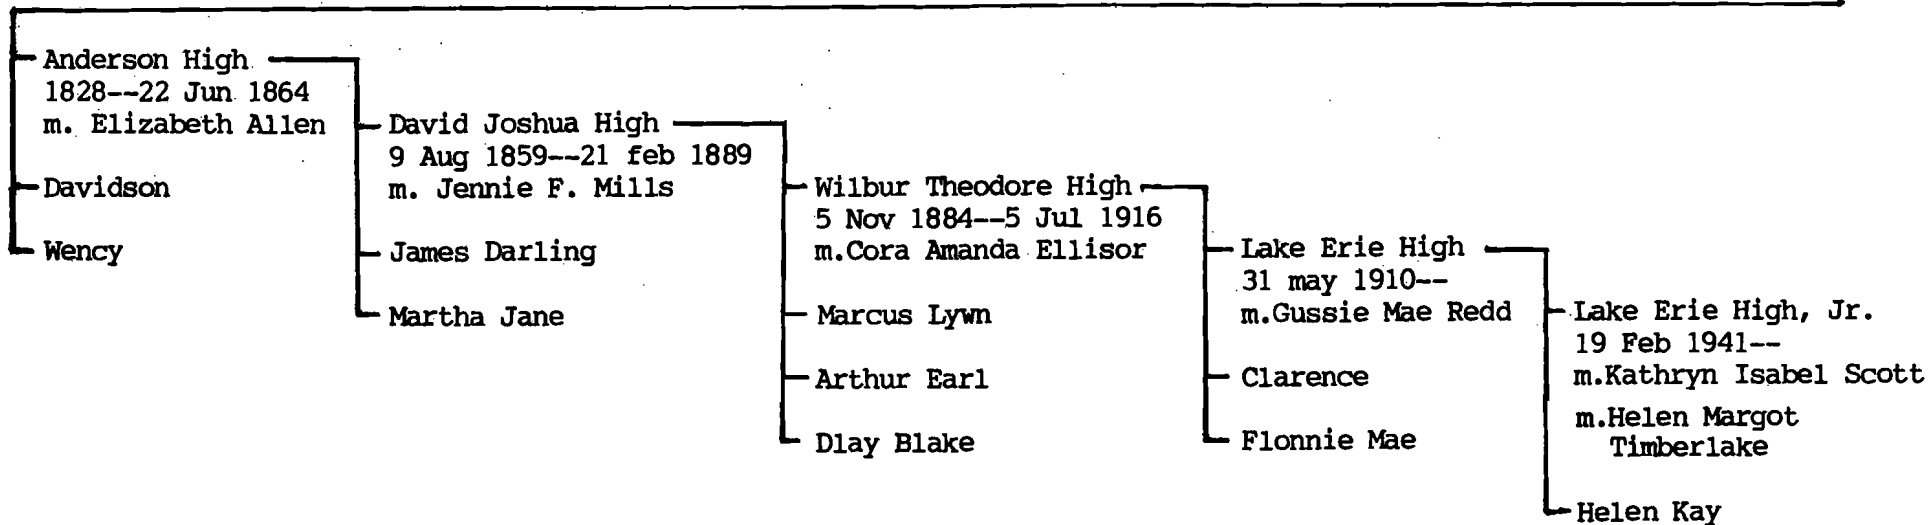 Anderson High
1828--22 Jun 1864
m. Elizabeth Allen
Davidson
Wency
David Joshua High
9 Aug 1859--21 feb 1889
m. Jennie F. Mills
James Darling
Martha Jane
Wilbur Theodore High
5 Nov 1884--5 Jul 1916
m.Cora Amanda Ellisor
Marcus Lywn
Arthur Earl
Dlay Blake
Lake Erie High
31 may 1910--
m.Gussie Mae Redd
Clarence
Flonnie Mae
Lake Erie High, Jr.
19 Feb 1941--
m.Kathryn Isabel Scott
m.Helen Margot
Timberlake
Helen Kay